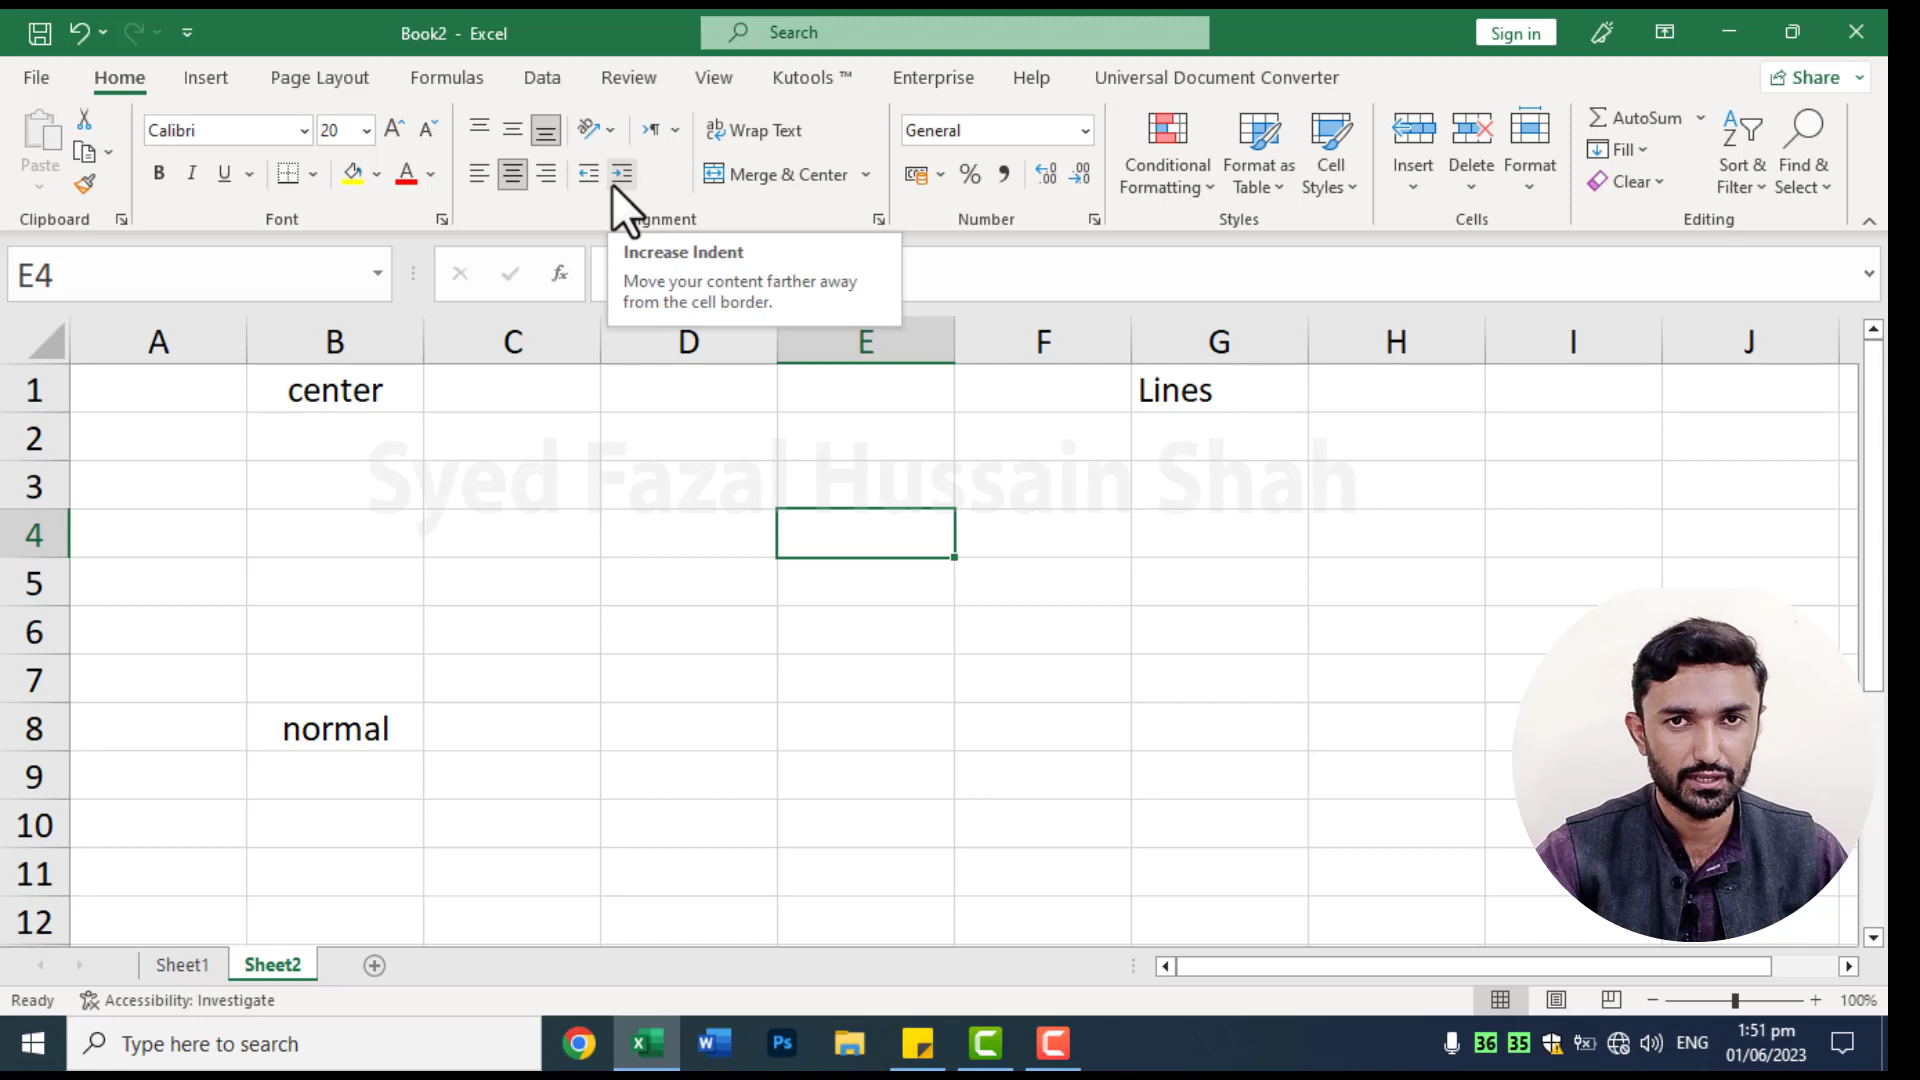 Book2 - Excel
Search
Sign in
File Home Insert Page Layout Formulas Data Review View Kutools ™ Enterprise Help Universal Document Converter Share
Paste
Clipboard
Calibri 20
B I U
Font
Wrap Text
Merge & Center
General
% 
Number
Conditional Formatting
Format as Table
Cell Styles
Styles
Insert Delete Format
Cells
AutoSum
Fill
Clear
Sort & Filter
Find & Select
Editing
E4
fx
Increase Indent
Move your content farther away
from the cell border.
A B C D E F G H I J
1 center Lines
2
3
Syed Fazal Hussain Shah
4
5
6
7
8 normal
9
10
11
12
Sheet1 Sheet2
Ready Accessibility: Investigate 100%
Type here to search
36 35 ENG
1:51 pm
01/06/2023